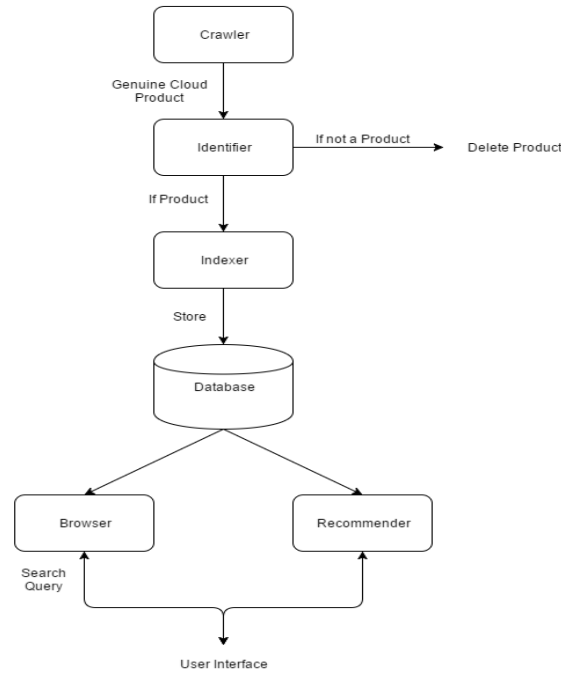 Crawler
Genuine Cloud
Product
Identifier
If not a Product
Delete Product
If Product
Indexer
Store
Database
Browser
Recommender
Search
Query
User Interface